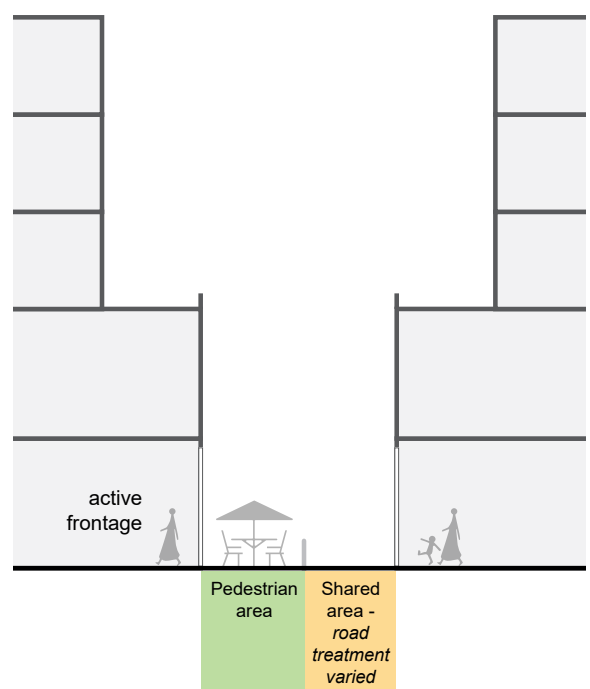 active
frontage
Pedestrian
area
Shared
area -
road
treatment
varied